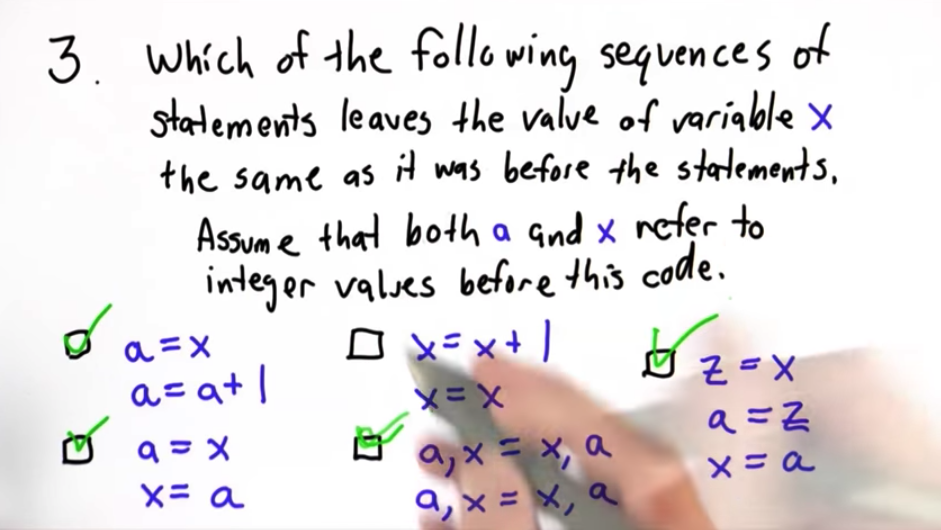 3. Which of the following sequences of
statements leaves the value of variable x
the same as it was before the statements.
Assume that both a and x refer to
integer values before this code.
a = x
a = a + 1
a = x
x = a
x = x + 1
x = x
a, x = x, a
a, x = x, a
z = x
a = z
x = a